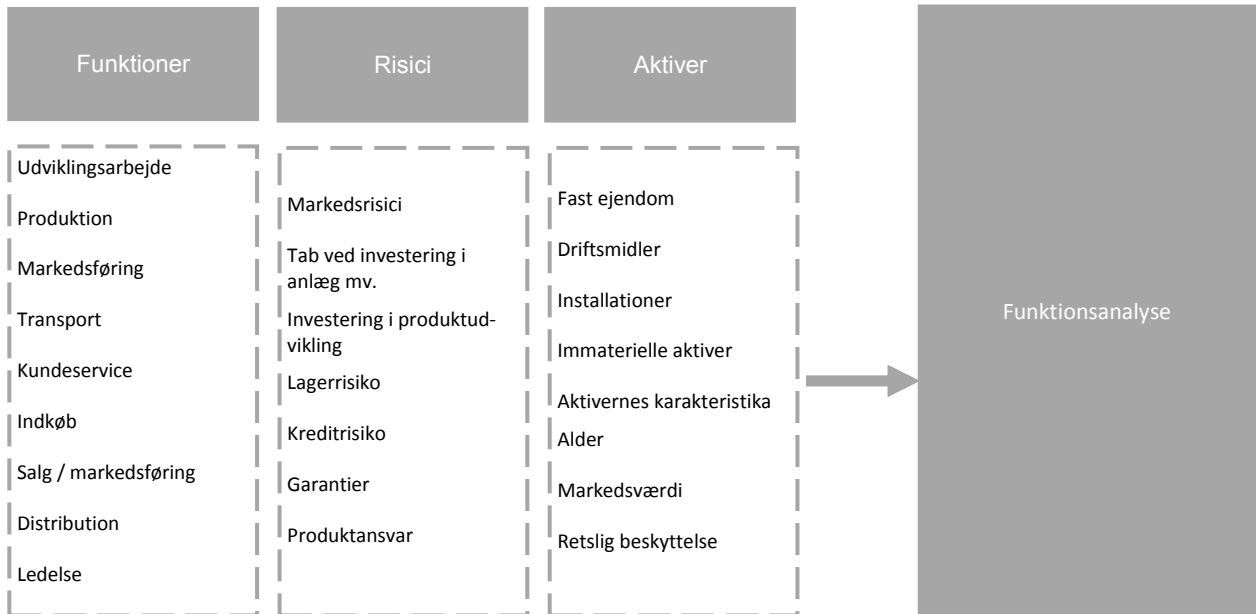 Funktioner
Udviklingsarbejde
Produktion
Markedsføring
Transport
Kundeservice
Indkøb
Salg / markedsføring
Distribution
Ledelse
Risici
Markedsrisici
Tab ved investering i
anlæg mv.
Investering i produktud-
vikling
Lagerrisiko
Kreditrisiko
Garantier
Produktansvar
Aktiver
Fast ejendom
Driftsmidler
Installationer
Immaterielle aktiver
Aktivernes karakteristika
Alder
Markedsværdi
Retslig beskyttelse
Funktionsanalyse